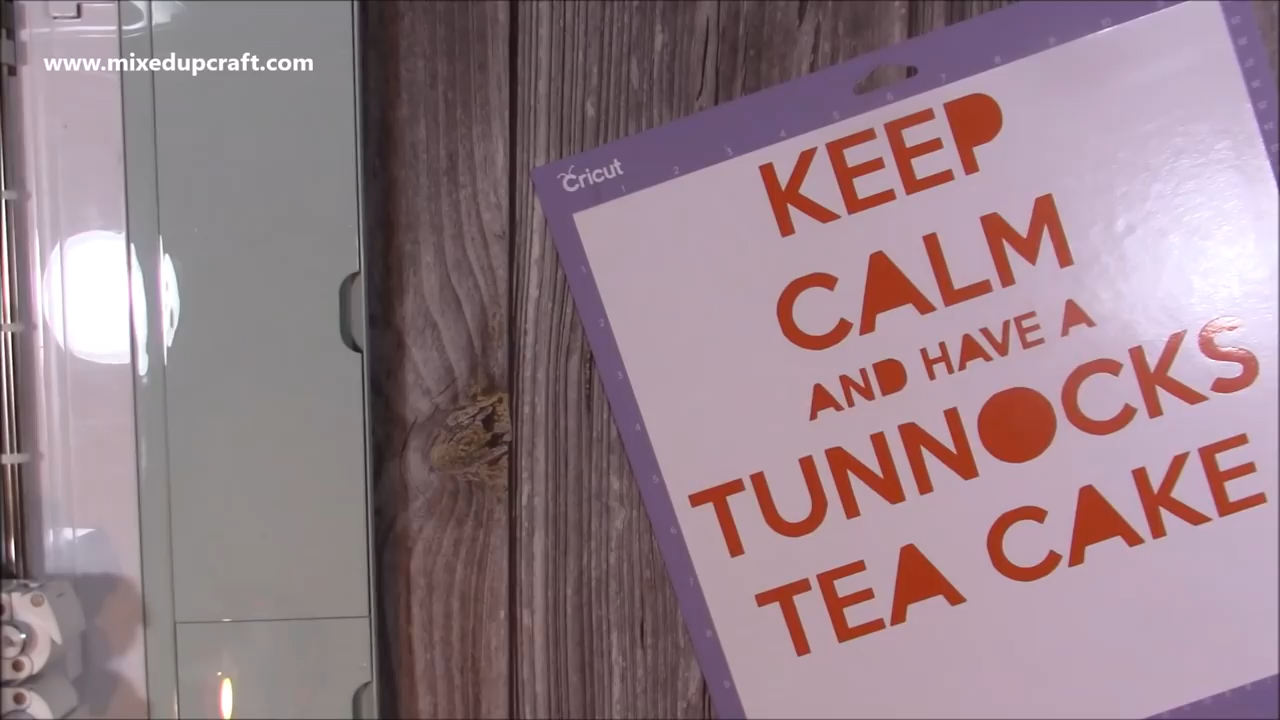 www.mixedupcraft.com
Cricut
KEEP
CALM
AND HAVE A
TUNNOCKS
TEA CAKE